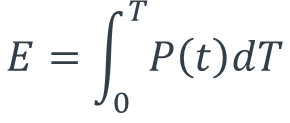 E = ∫₀ᵀ P(t)dT